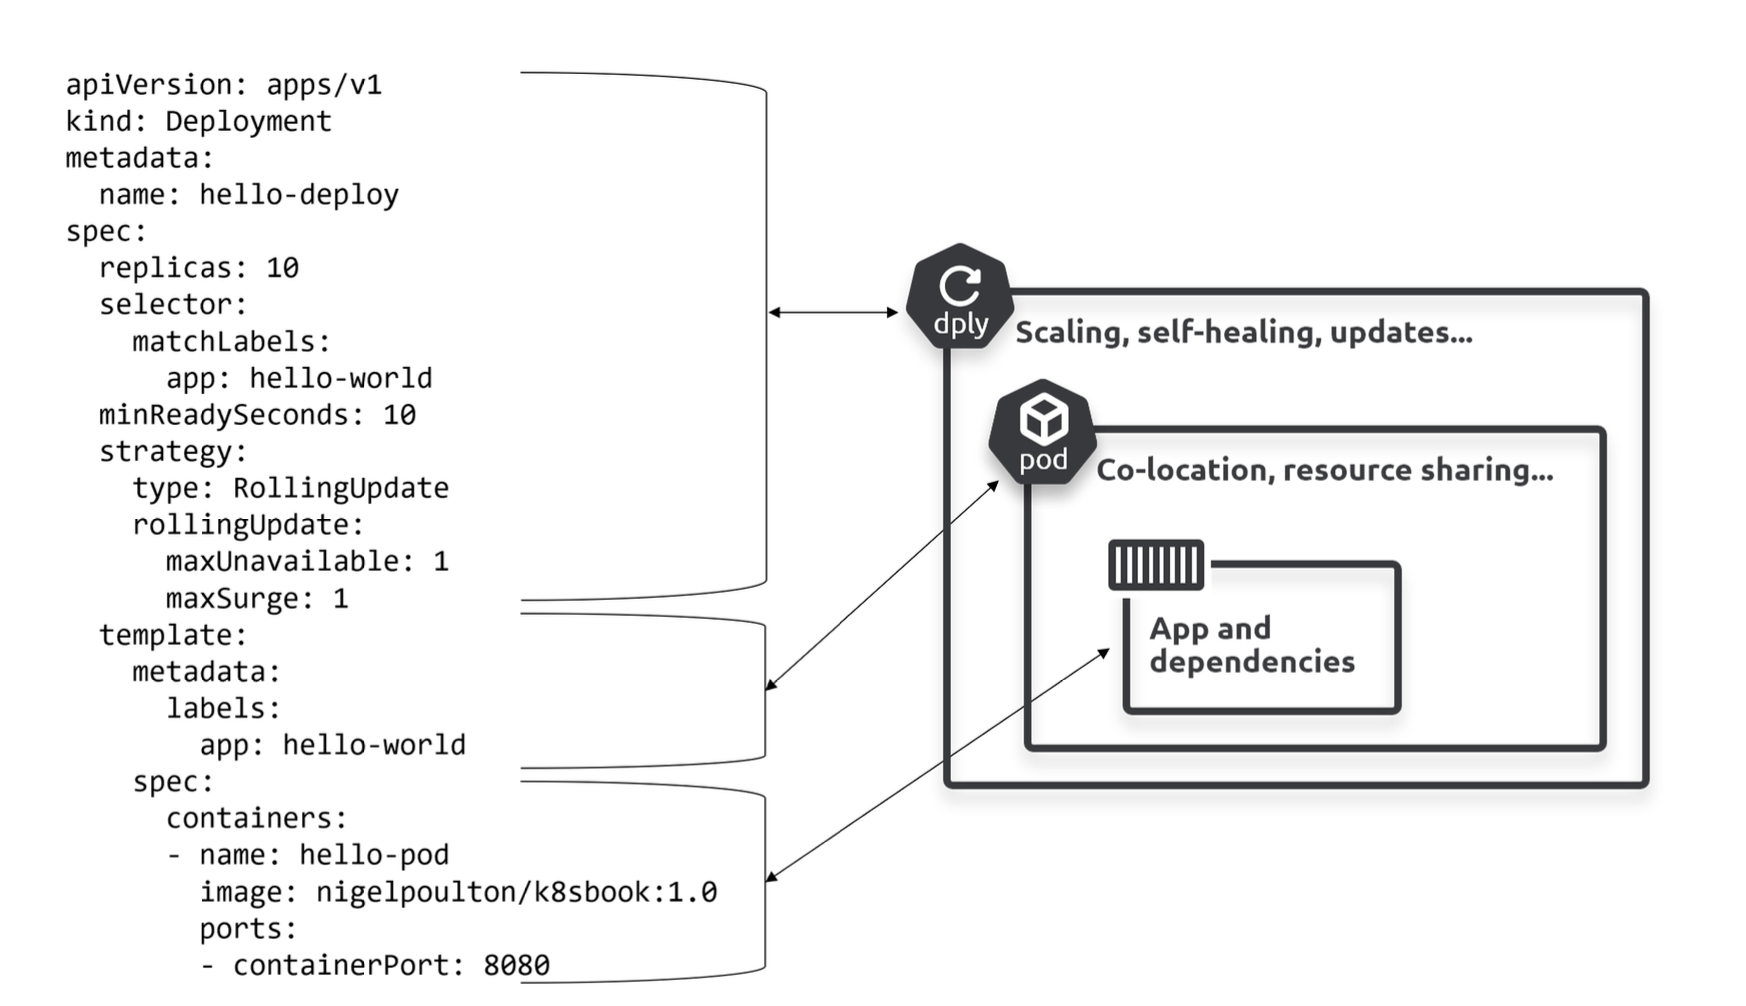 apiVersion: apps/v1
kind: Deployment
metadata:
  name: hello-deploy
spec:
  replicas: 10
  selector:
    matchLabels:
      app: hello-world
  minReadySeconds: 10
  strategy:
    type: RollingUpdate
    rollingUpdate:
      maxUnavailable: 1
      maxSurge: 1
  template:
    metadata:
      labels:
        app: hello-world
    spec:
      containers:
      - name: hello-pod
        image: nigelpoulton/k8sbook:1.0
        ports:
        - containerPort: 8080
dply
Scaling, self-healing, updates...
pod
Co-location, resource sharing...
App and
dependencies